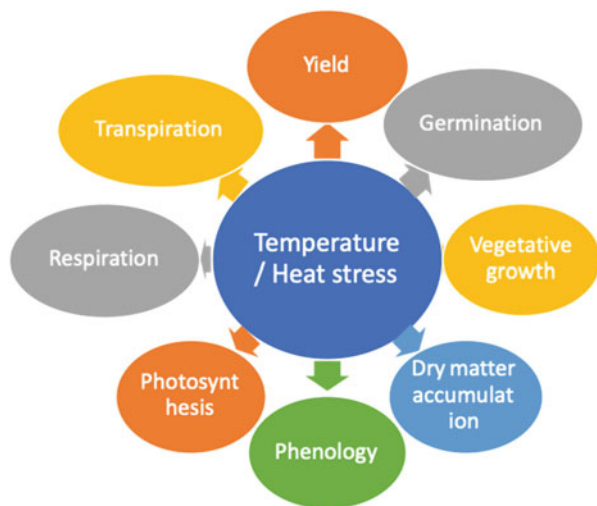 Yield
Germination
Vegetative
growth
Dry matter
accumulat
ion
Phenology
Photosynt
hesis
Respiration
Transpiration
Temperature
/ Heat stress